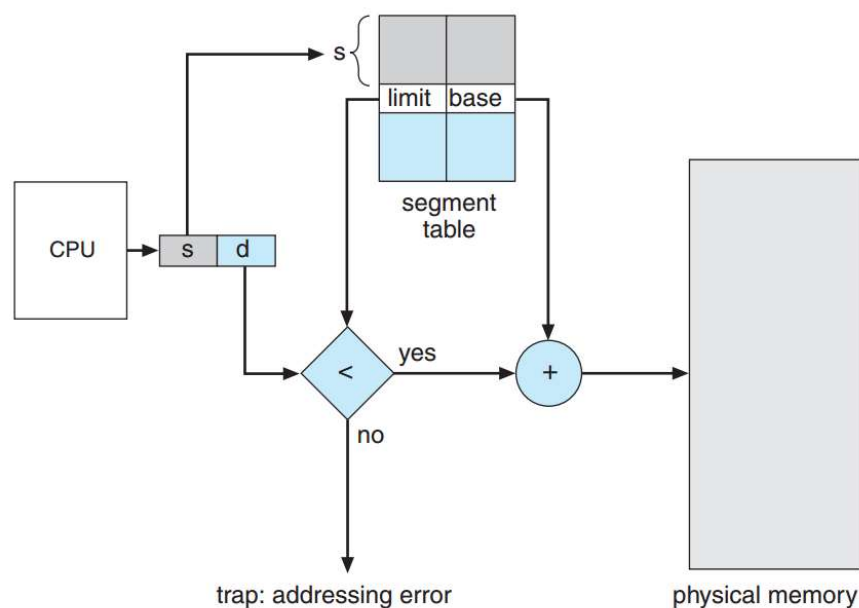 s
limit base
segment
table
CPU
s d
<
yes
+
no
trap: addressing error
physical memory